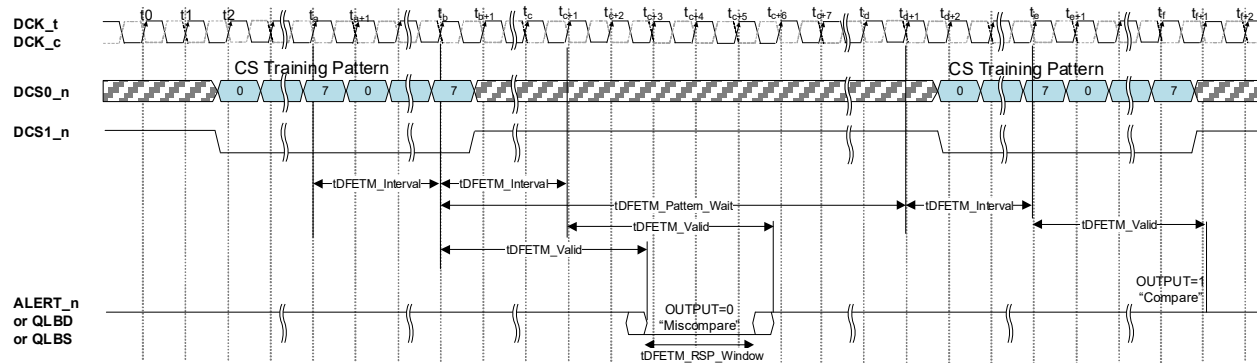 DCK_t
DCK_c
t0 t1 t2 ta ta+1 tb tb+1 tc tc+1 tc+2 tc+3 tc+4 tc+5 tc+6 tc+7 td td+1 td+2 te te+1 tf tf+1 tf+2
CS Training Pattern CS Training Pattern
DCS0_n 0 7 0 7 0 7 0 7
DCS1_n
tDFETM_Interval tDFETM_Interval
tDFETM_Pattern_Wait tDFETM_Interval
tDFETM_Valid tDFETM_Valid
tDFETM_Valid
OUTPUT=1
"Compare"
ALERT_n
or QLBD
or QLBS
OUTPUT=0
"Miscompare"
tDFETM_RSP_Window